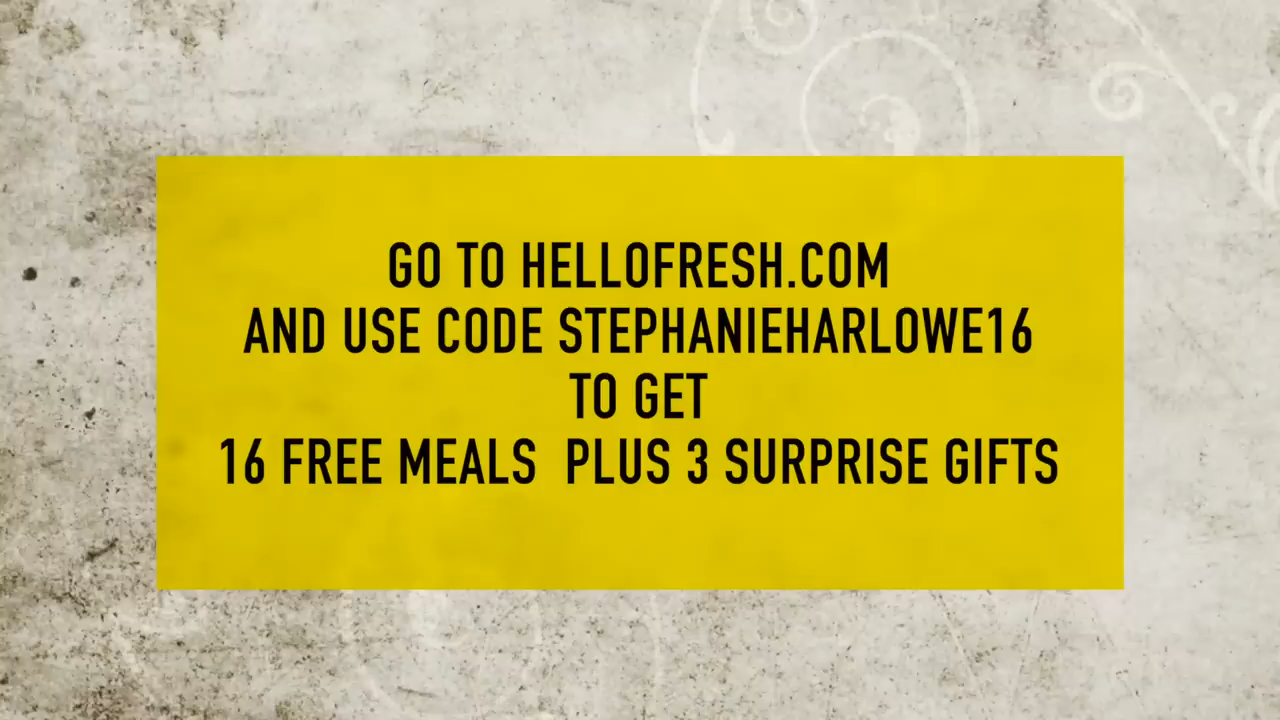 GO TO HELLOFRESH.COM
AND USE CODE STEPHANIEHARLOWE16
TO GET
16 FREE MEALS  PLUS 3 SURPRISE GIFTS